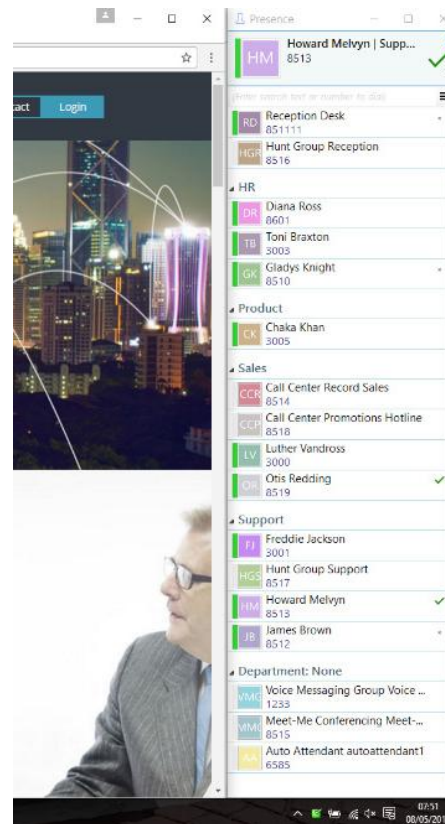 Presence
HM
Howard Melvyn | Supp...
8513
tact
Login
(Enter search text or number to dial)
RD
Reception Desk
851111
HGR
Hunt Group Reception
8516
HR
DR
Diana Ross
8601
TB
Toni Braxton
3003
GK
Gladys Knight
8510
Product
CK
Chaka Khan
3005
Sales
CCR
Call Center Record Sales
8514
CCP
Call Center Promotions Hotline
8518
LV
Luther Vandross
3000
OR
Otis Redding
8519
Support
FJ
Freddie Jackson
3001
HGS
Hunt Group Support
8517
HM
Howard Melvyn
8513
JB
James Brown
8512
Department: None
VMG
Voice Messaging Group Voice ...
1233
MMC
Meet-Me Conferencing Meet-...
8515
AA
Auto Attendant autoattendant1
6585
07:51
08/05/201